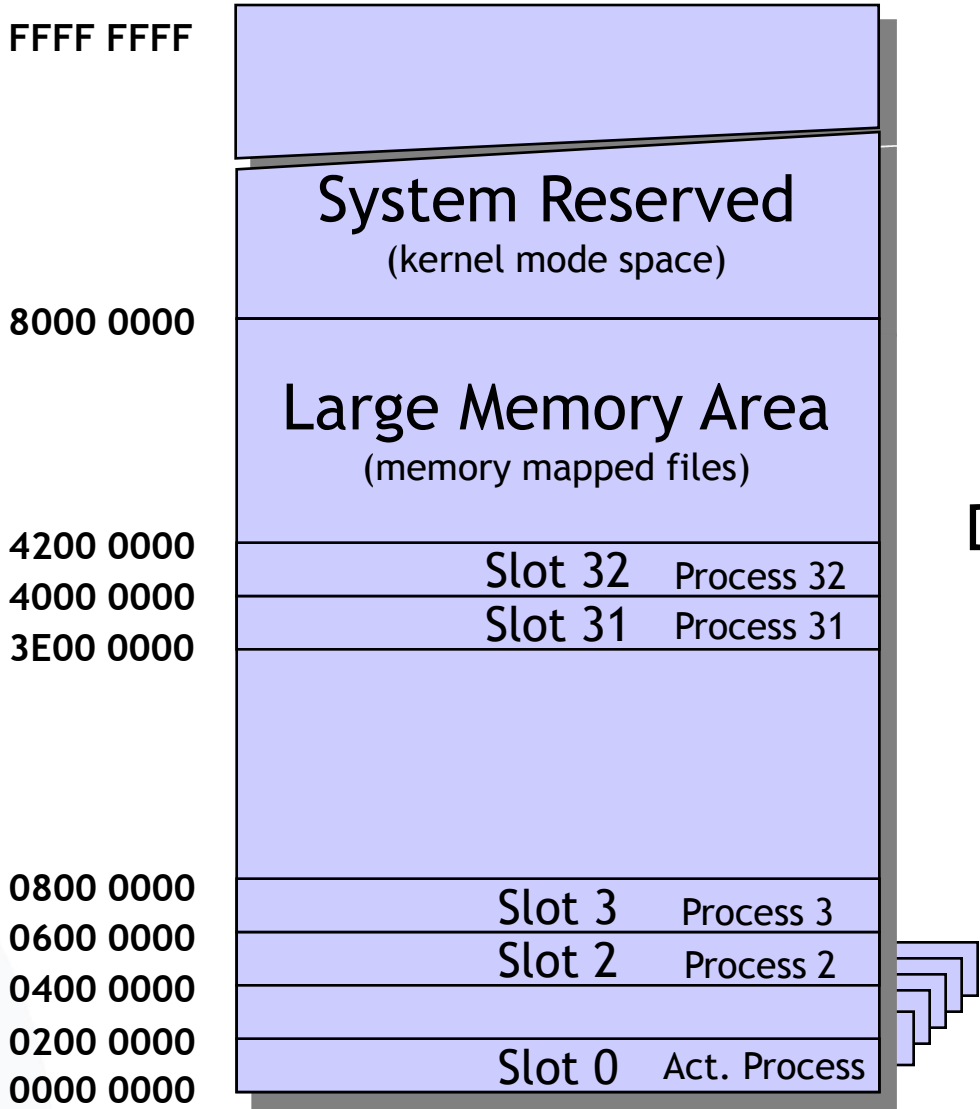 FFFF FFFF
System Reserved
(kernel mode space)
8000 0000
Large Memory Area
(memory mapped files)
4200 0000
Slot 32 Process 32
4000 0000
Slot 31 Process 31
3E00 0000
0800 0000
Slot 3 Process 3
0600 0000
Slot 2 Process 2
0400 0000
0200 0000
Slot 0 Act. Process
0000 0000